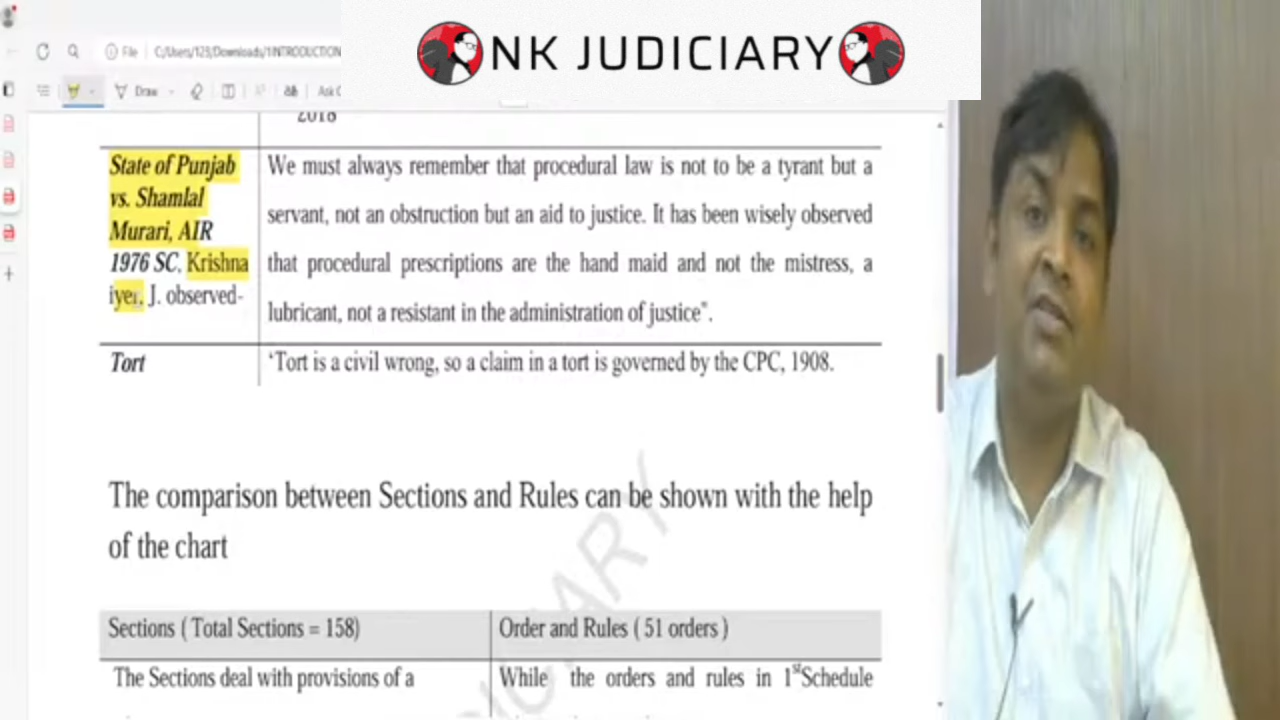 NK JUDICIARY
File C:/Users/123/Downloads/1INTRODUCTION
Draw Ask C
2018
State of Punjab
vs. Shamlal
Murari, AIR
1976 SC, Krishna
iyer, J. observed-
We must always remember that procedural law is not to be a tyrant but a
servant, not an obstruction but an aid to justice. It has been wisely observed
that procedural prescriptions are the hand maid and not the mistress, a
lubricant, not a resistant in the administration of justice".
Tort
'Tort is a civil wrong, so a claim in a tort is governed by the CPC, 1908.
The comparison between Sections and Rules can be shown with the help
of the chart
Sections ( Total Sections = 158)
Order and Rules ( 51 orders )
The Sections deal with provisions of a
While the orders and rules in 1st Schedule